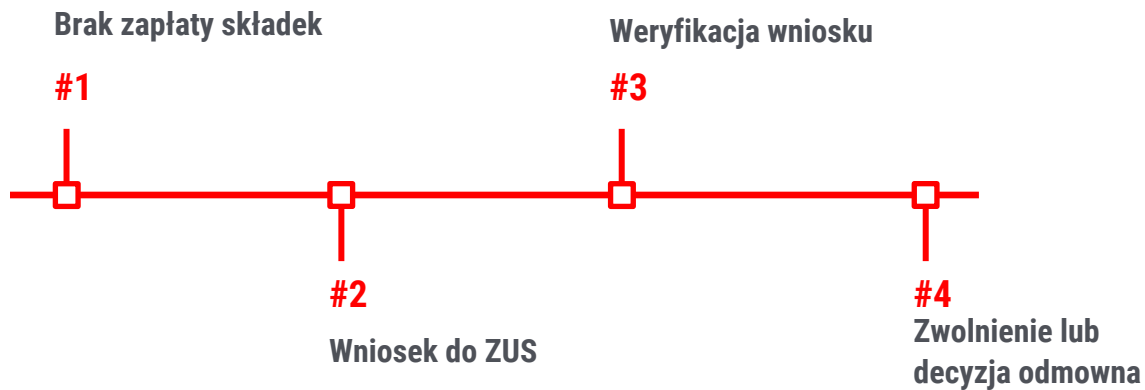 Brak zapłaty składek
#1
#2
Wniosek do ZUS
Weryfikacja wniosku
#3
#4
Zwolnienie lub
decyzja odmowna